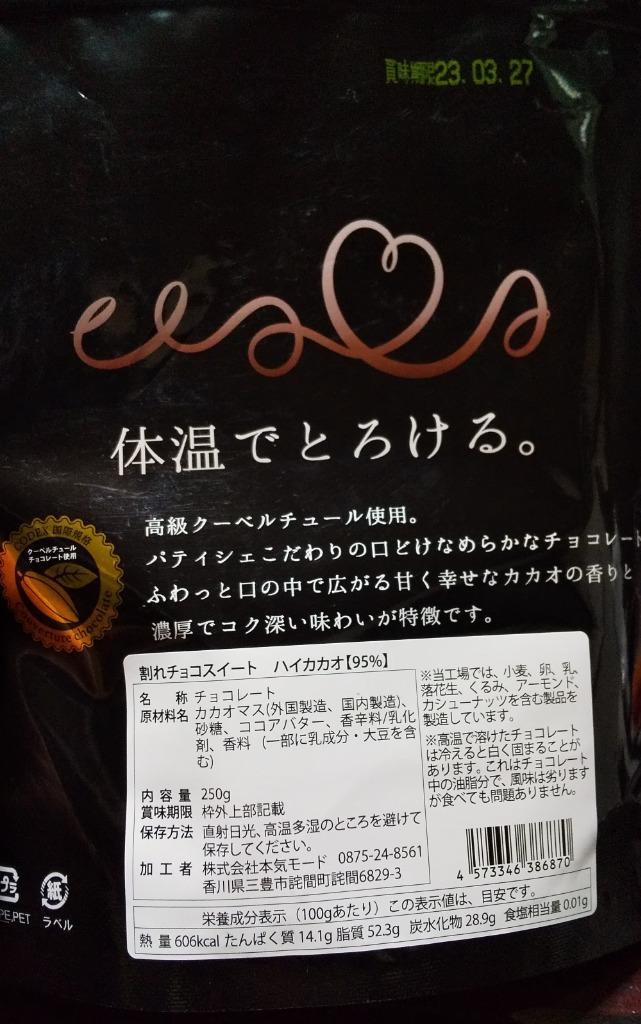 賞味期限23.03.27
体温でとろける。
高級クーベルチュール使用。
パティシェこだわりの口どけなめらかなチョコレート
ふわっと口の中で広がる甘く幸せなカカオの香りと
濃厚でコク深い味わいが特徴です。
CODEX 国際規格
クーベルチュール
チョコレート使用
Couverture chocolate
割れチョコスイート ハイカカオ【95%】
名 称 チョコレート
原材料名 カカオマス(外国製造、国内製造)、
砂糖、ココアバター、香辛料/乳化
剤、香料 (一部に乳成分・大豆を含
む)
内容量 250g
賞味期限 枠外上部記載
保存方法 直射日光、高温多湿のところを避けて
保存してください。
加工者 株式会社本気モード 0875-24-8561
香川県三豊市詫間町詫間6829-3
※当工場では、小麦、卵、乳、
落花生、くるみ、アーモンド、
カシューナッツを含む製品を
製造しています。
※高温で溶けたチョコレート
は冷えると白く固まることが
あります。これはチョコレート
中の油脂分で、風味は劣ります
が食べても問題ありません。
4 573346 386870
栄養成分表示 (100gあたり) この表示値は、目安です。
熱量 606kcal たんぱく質 14.1g 脂質 52.3g 炭水化物 28.9g 食塩相当量 0.01g
プラ
PE,PET
紙
ラベル